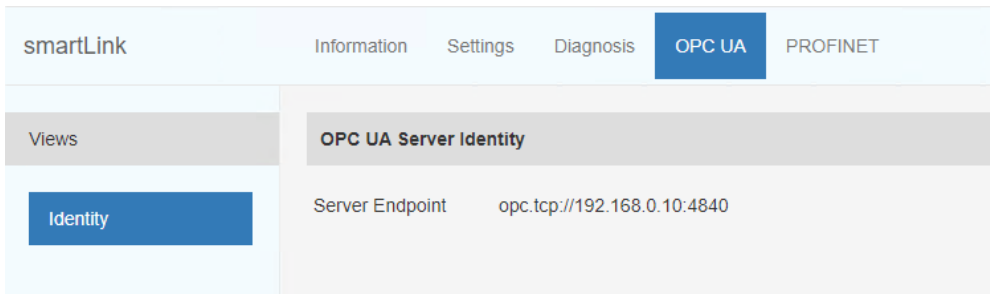 smartLink Information Settings Diagnosis OPC UA PROFINET
Views
Identity
OPC UA Server Identity
Server Endpoint opc.tcp://192.168.0.10:4840